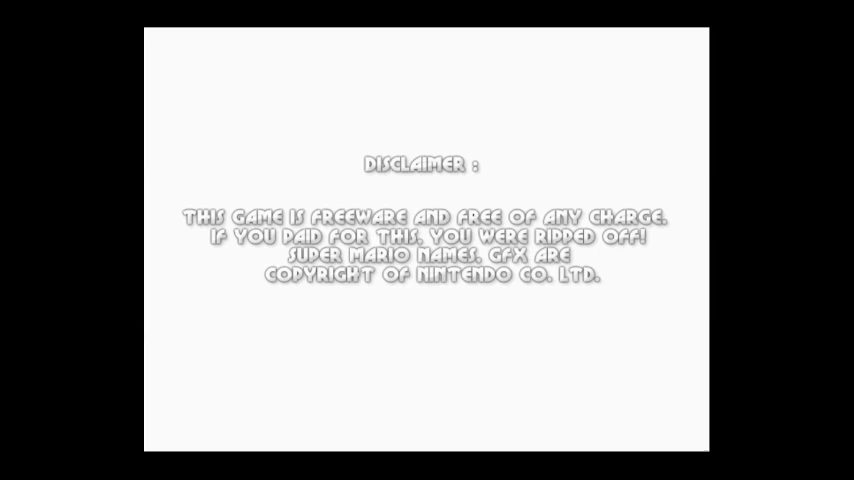 DISCLAIMER :
THIS GAME IS FREEWARE AND FREE OF ANY CHARGE.
IF YOU PAID FOR THIS, YOU WERE RIPPED OFF!
SUPER MARIO NAMES, GFX ARE
COPYRIGHT OF NINTENDO CO. LTD.